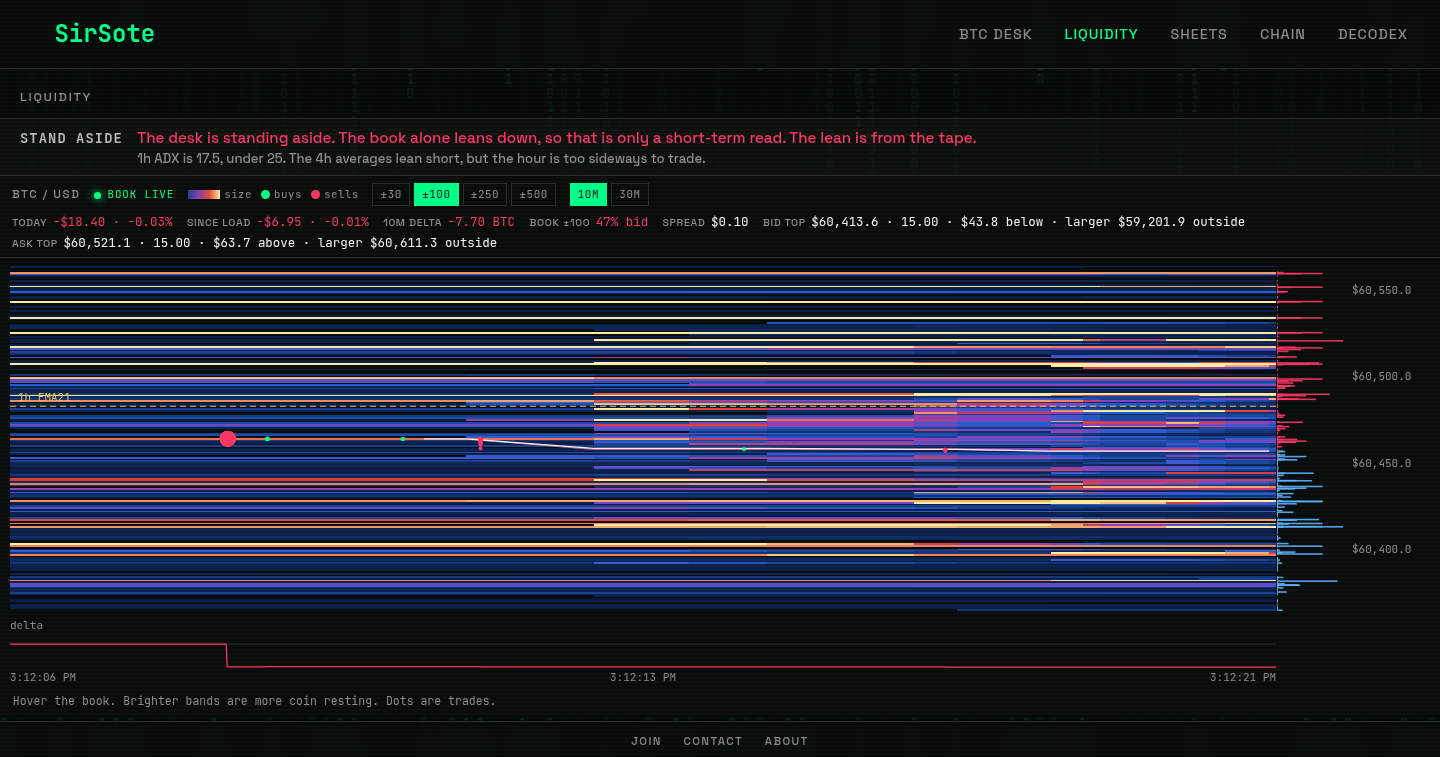 SirSote
BTC DESK LIQUIDITY SHEETS CHAIN DECODEX
LIQUIDITY
STAND ASIDE The desk is standing aside. The book alone leans down, so that is only a short-term read. The lean is from the tape.
1h ADX is 17.5, under 25. The 4h averages lean short, but the hour is too sideways to trade.
BTC / USD BOOK LIVE size buys sells ±30 ±100 ±250 ±500 10M 30M
TODAY -$18.40 · -0.03% SINCE LOAD -$6.95 · -0.01% 10M DELTA -7.70 BTC BOOK ±100 47% bid SPREAD $0.10 BID TOP $60,413.6 · 15.00 · $43.8 below · larger $59,201.9 outside
ASK TOP $60,521.1 · 15.00 · $63.7 above · larger $60,611.3 outside
$60,550.0
$60,500.0
1h EMA21
$60,450.0
$60,400.0
delta
3:12:06 PM 3:12:13 PM 3:12:21 PM
Hover the book. Brighter bands are more coin resting. Dots are trades.
JOIN CONTACT ABOUT